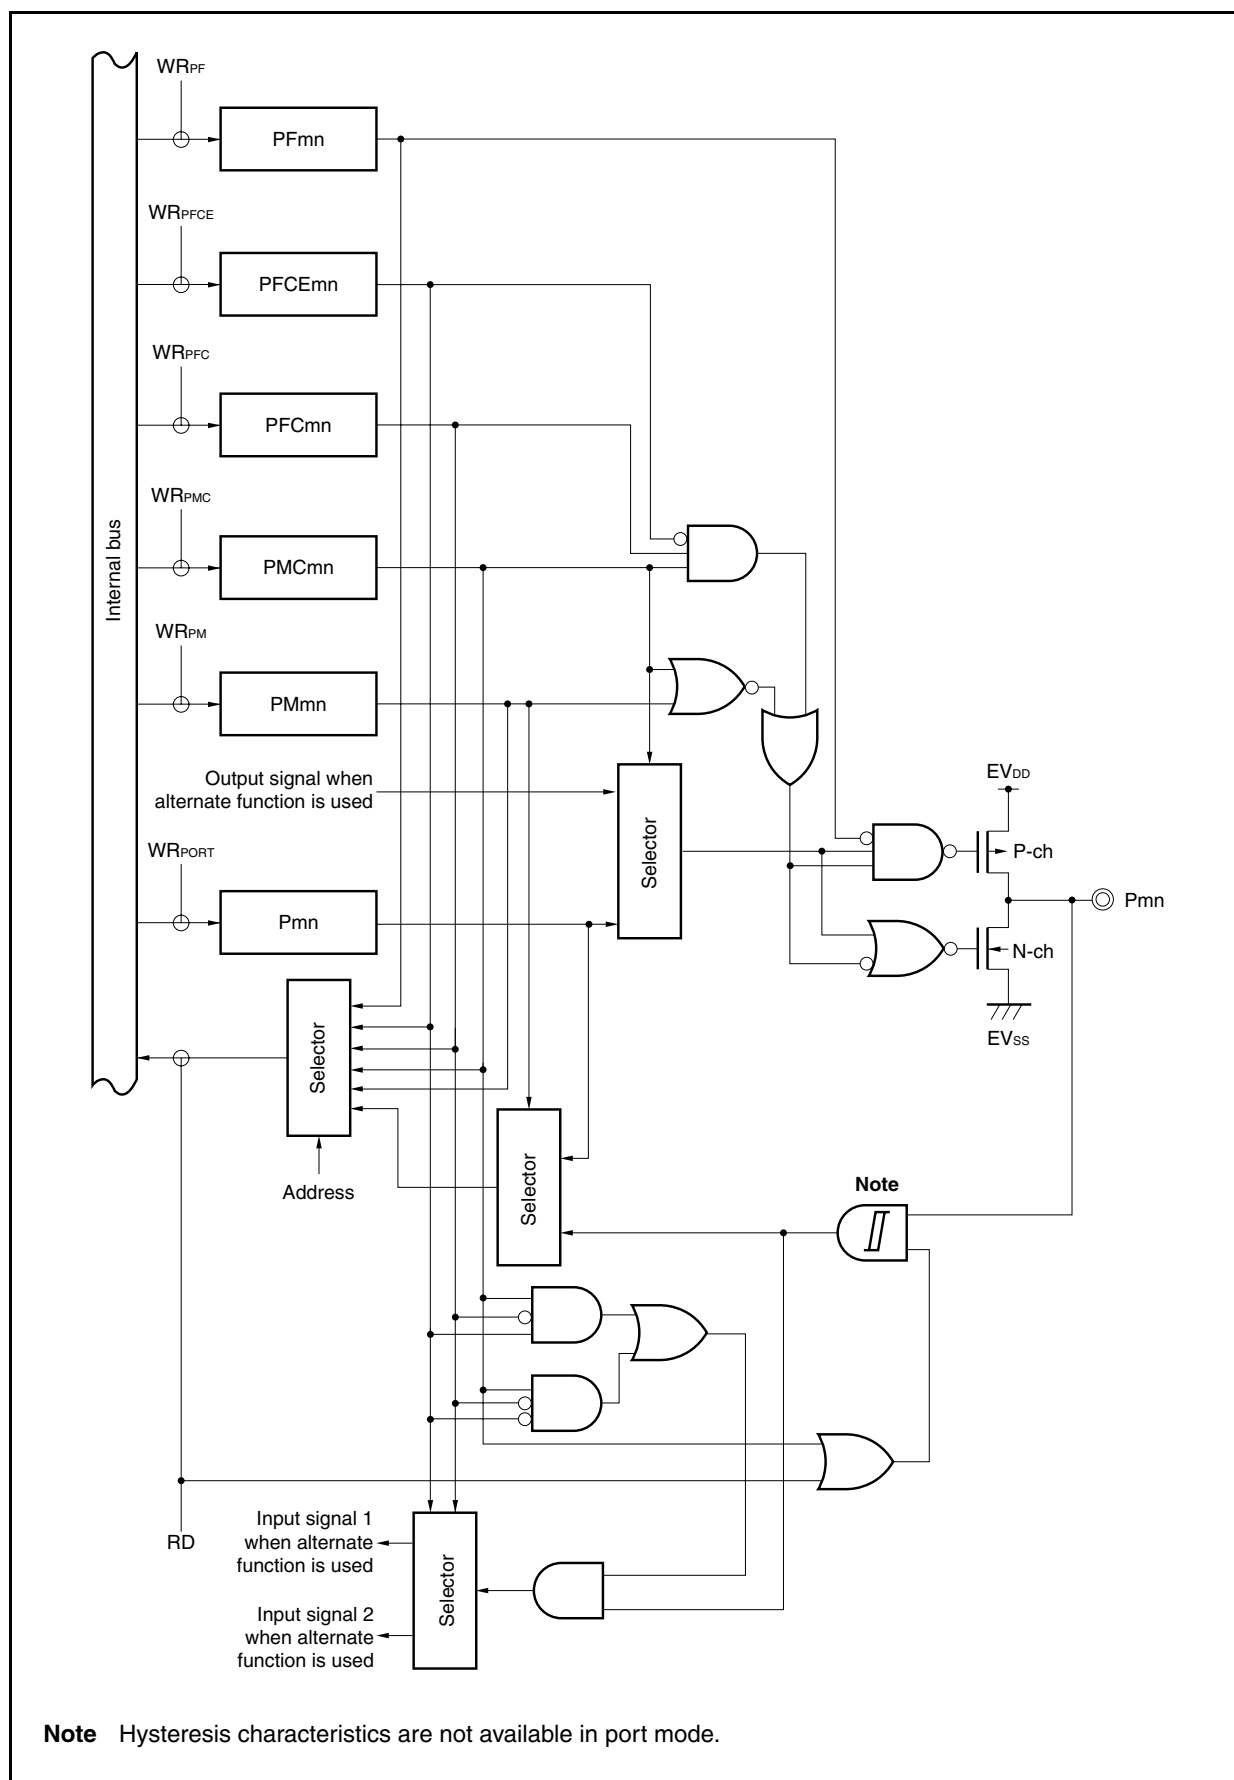 WRPF
PFmn
WRPFCE
PFCEmn
WRPFC
PFCmn
WRPMC
PMCmn
Internal bus
WRPM
PMmn
Output signal when
alternate function is used
Selector
EVDD
P-ch
WRPORT
Pmn
Pmn
N-ch
EVSS
Selector
Address
Selector
Note
RD
Input signal 1
when alternate
function is used
Selector
Input signal 2
when alternate
function is used
Note Hysteresis characteristics are not available in port mode.